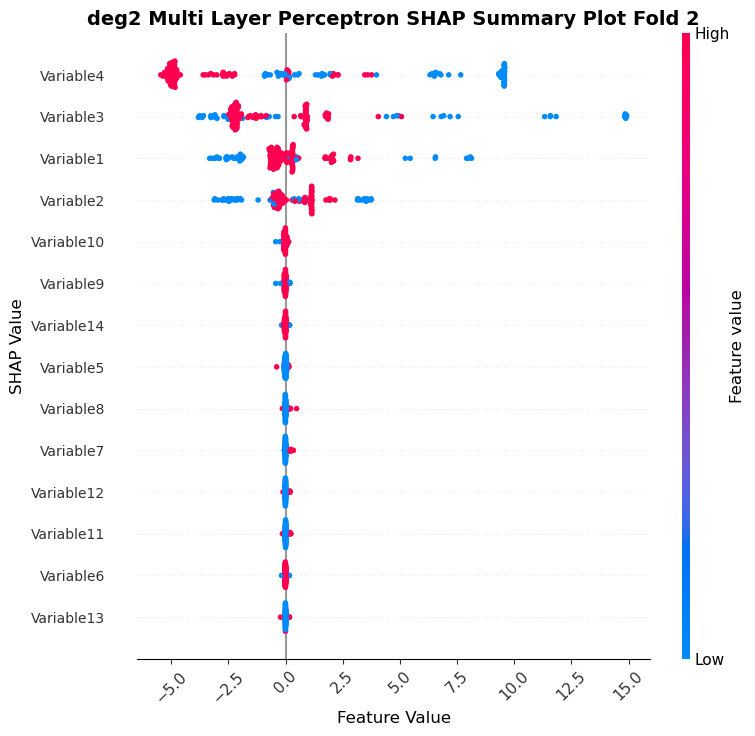 deg2 Multi Layer Perceptron SHAP Summary Plot Fold 2
High
Variable4
Variable3
Variable1
Variable2
Variable10
Variable9
Variable14
Variable5
Variable8
Variable7
Variable12
Variable11
Variable6
Variable13
SHAP Value
Feature value
Low
−5.0 −2.5 0.0 2.5 5.0 7.5 10.0 12.5 15.0
Feature Value